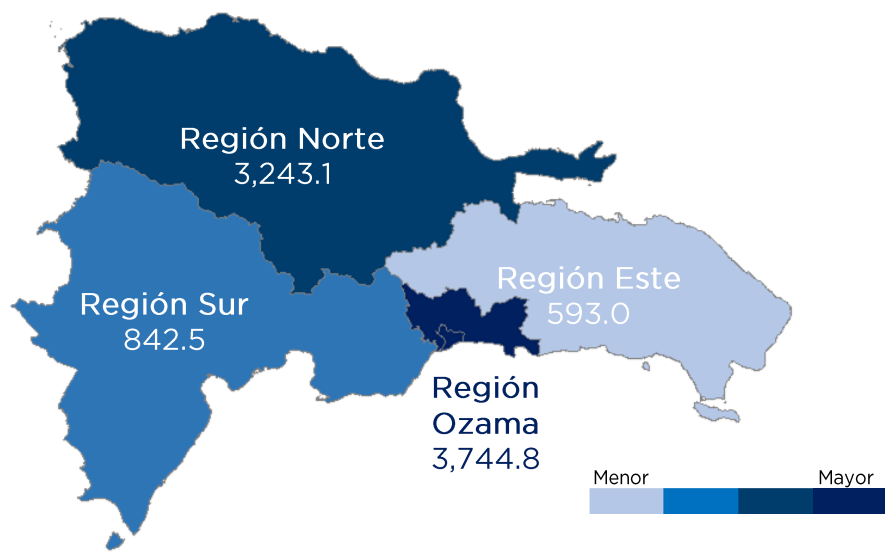 Región Norte
3,243.1
Región Este
593.0
Región Sur
842.5
Región
Ozama
3,744.8
Menor
Mayor